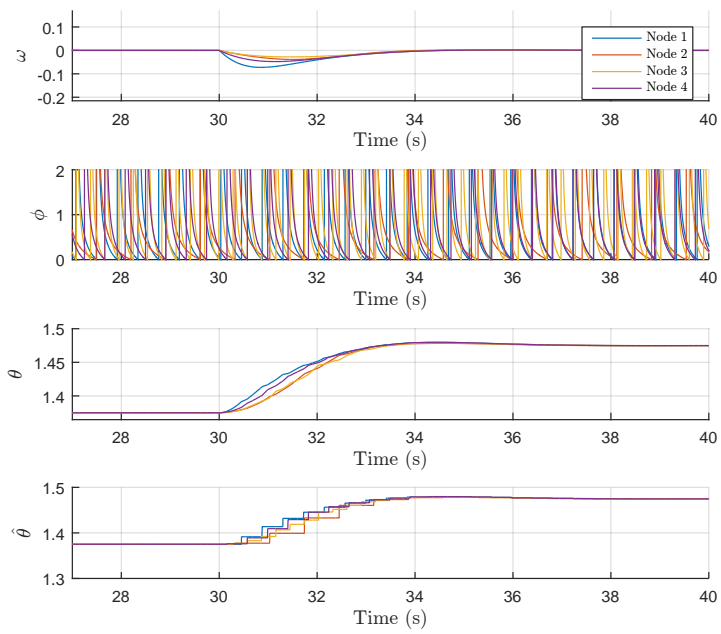 0.1
0
-0.1
-0.2
ω
Node 1
Node 2
Node 3
Node 4
28 30 32 34 36 38 40
Time (s)
2
1
0
ϕ
28 30 32 34 36 38 40
Time (s)
1.5
1.45
1.4
θ
28 30 32 34 36 38 40
Time (s)
1.5
1.4
1.3
θ̂
28 30 32 34 36 38 40
Time (s)